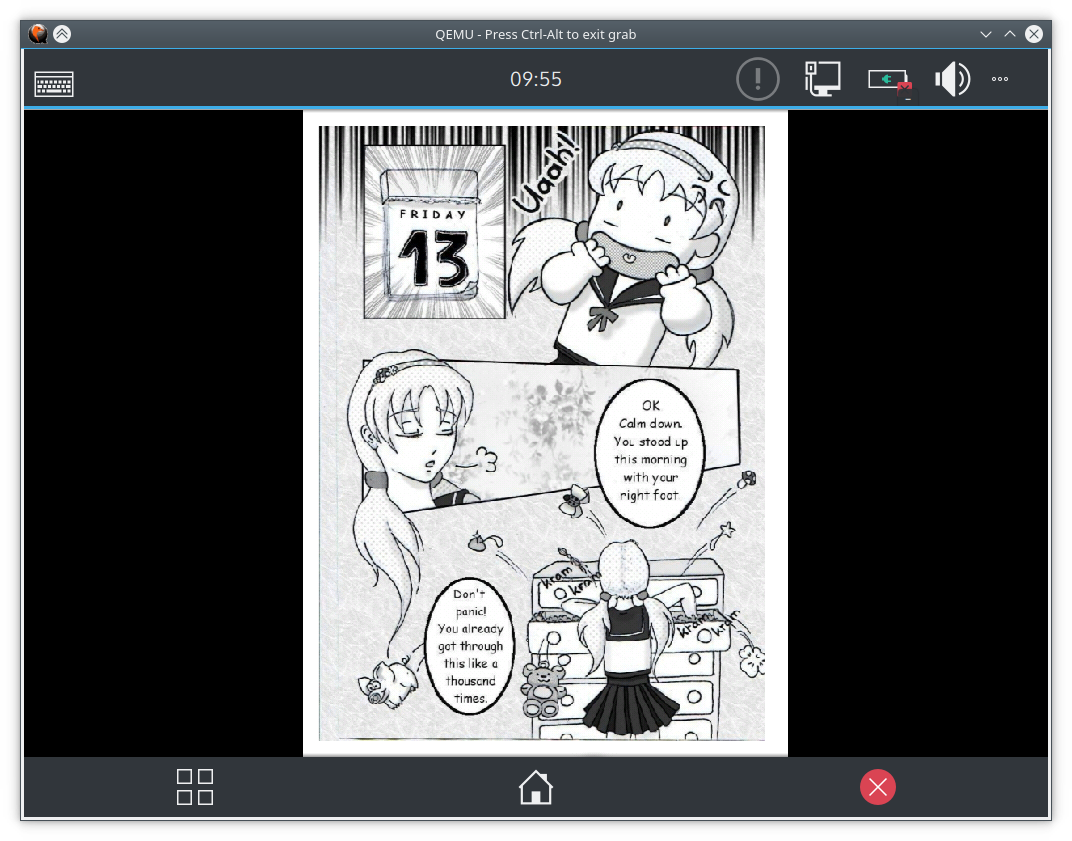 QEMU - Press Ctrl-Alt to exit grab
09:55
FRIDAY
13
Uaah!
OK
Calm down.
You stood up
this morning
with your
right foot.
kram
kram
kram
kram
Don't
panic!
You already
got through
this like a
thousand
times.